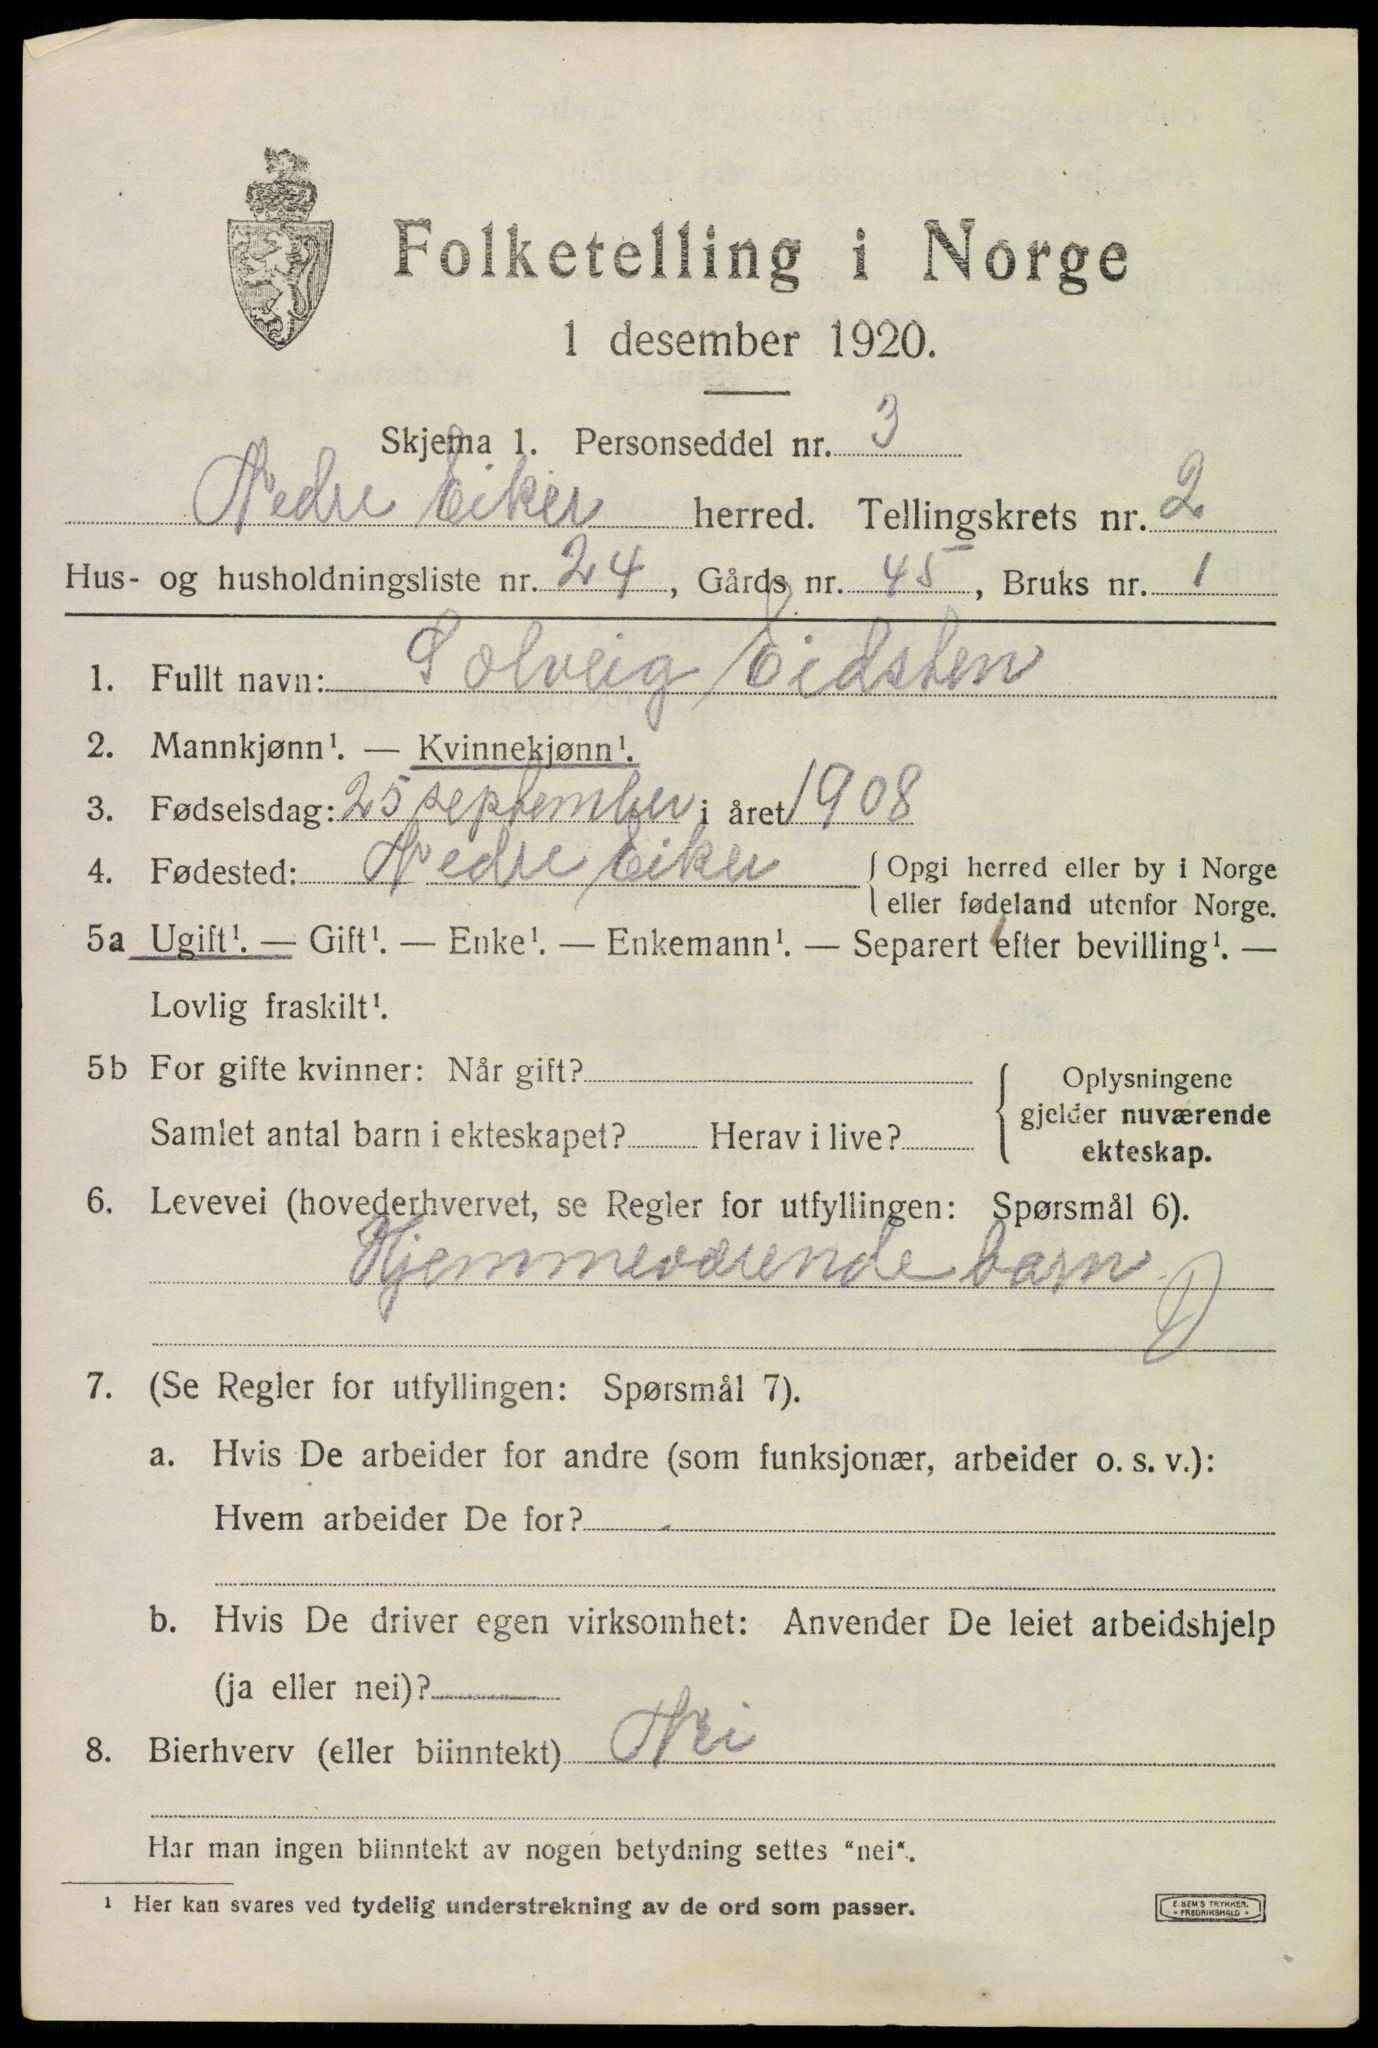 Folketelling i Norge
1 desember 1920.
Skjema 1. Personseddel nr. 3
Nedre Eiker herred. Tellingskrets nr. 2
Hus- og husholdningsliste nr. 24, Gårds nr. 45, Bruks nr. 1
1. Fullt navn: Solveig Eidsten
2. Mannkjønn¹. — Kvinnekjønn¹.
3. Fødselsdag: 25 september i året 1908
4. Fødested: Nedre Eiker { Opgi herred eller by i Norge
eller fødeland utenfor Norge.
5a Ugift¹. — Gift¹. — Enke¹. — Enkemann¹. — Separert efter bevilling¹. —
Lovlig fraskilt¹.
5b For gifte kvinner: Når gift?
Samlet antal barn i ekteskapet? Herav i live?
{ Oplysningene
gjelder nuværende
ekteskap.
6. Levevei (hovederhvervet, se Regler for utfyllingen: Spørsmål 6).
Hjemmeværende barn
7. (Se Regler for utfyllingen: Spørsmål 7).
a. Hvis De arbeider for andre (som funksjonær, arbeider o. s. v.):
Hvem arbeider De for?
b. Hvis De driver egen virksomhet: Anvender De leiet arbeidshjelp
(ja eller nei)?
8. Bierhverv (eller biinntekt) Nei
Har man ingen biinntekt av nogen betydning settes "nei".
¹ Her kan svares ved tydelig understrekning av de ord som passer.
E. SEM'S TRYKKER.
* FREDRIKSHALD *